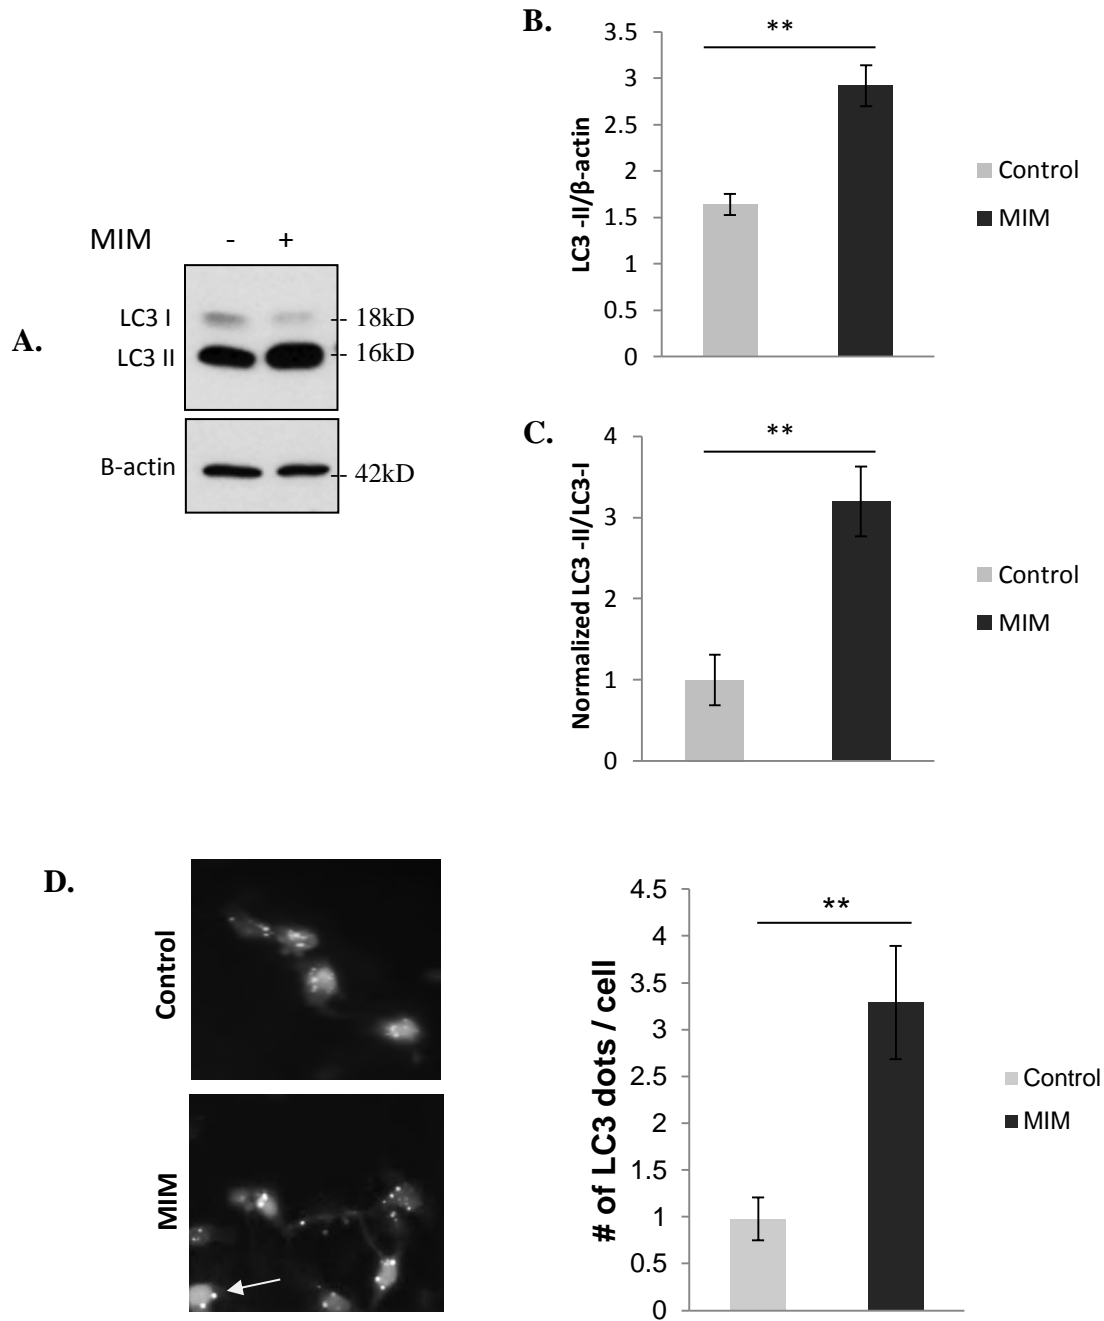 A.
MIM - +
LC3 I
LC3 II
B-actin
-- 18kD
- 16kD
- 42kD
B.
LC3 -II/β-actin
3.5
3
2.5
2
1.5
1
0.5
0
**
Control
MIM
C.
Normalized LC3 -II/LC3-I
4
3
2
1
0
**
Control
MIM
D.
Control
MIM
# of LC3 dots / cell
4.5
4
3.5
3
2.5
2
1.5
1
0.5
0
**
Control
MIM